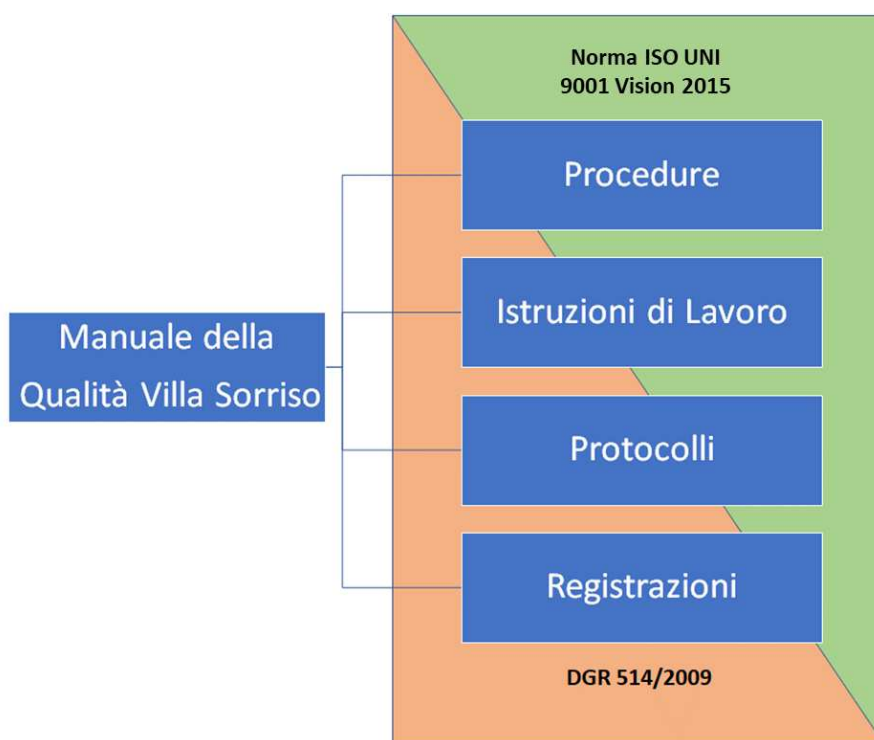 Norma ISO UNI
9001 Vision 2015
Procedure
Istruzioni di Lavoro
Manuale della
Qualità Villa Sorriso
Protocolli
Registrazioni
DGR 514/2009